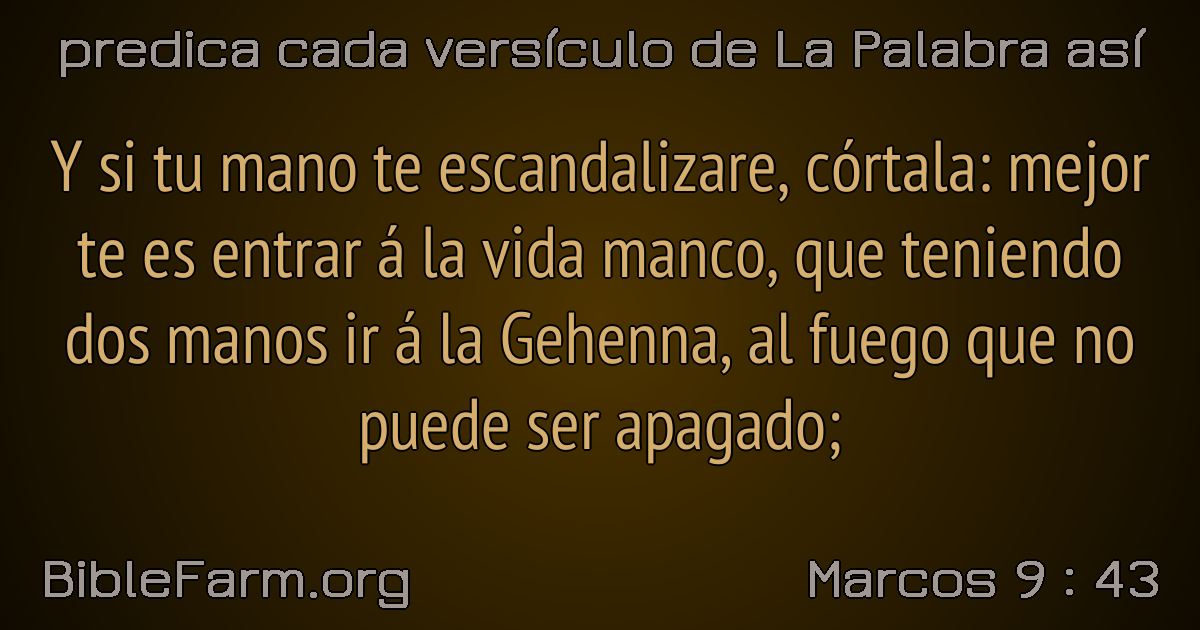 predica cada versículo de La Palabra así
Y si tu mano te escandalizare, córtala: mejor
te es entrar á la vida manco, que teniendo
dos manos ir á la Gehenna, al fuego que no
puede ser apagado;
BibleFarm.org
Marcos 9 : 43